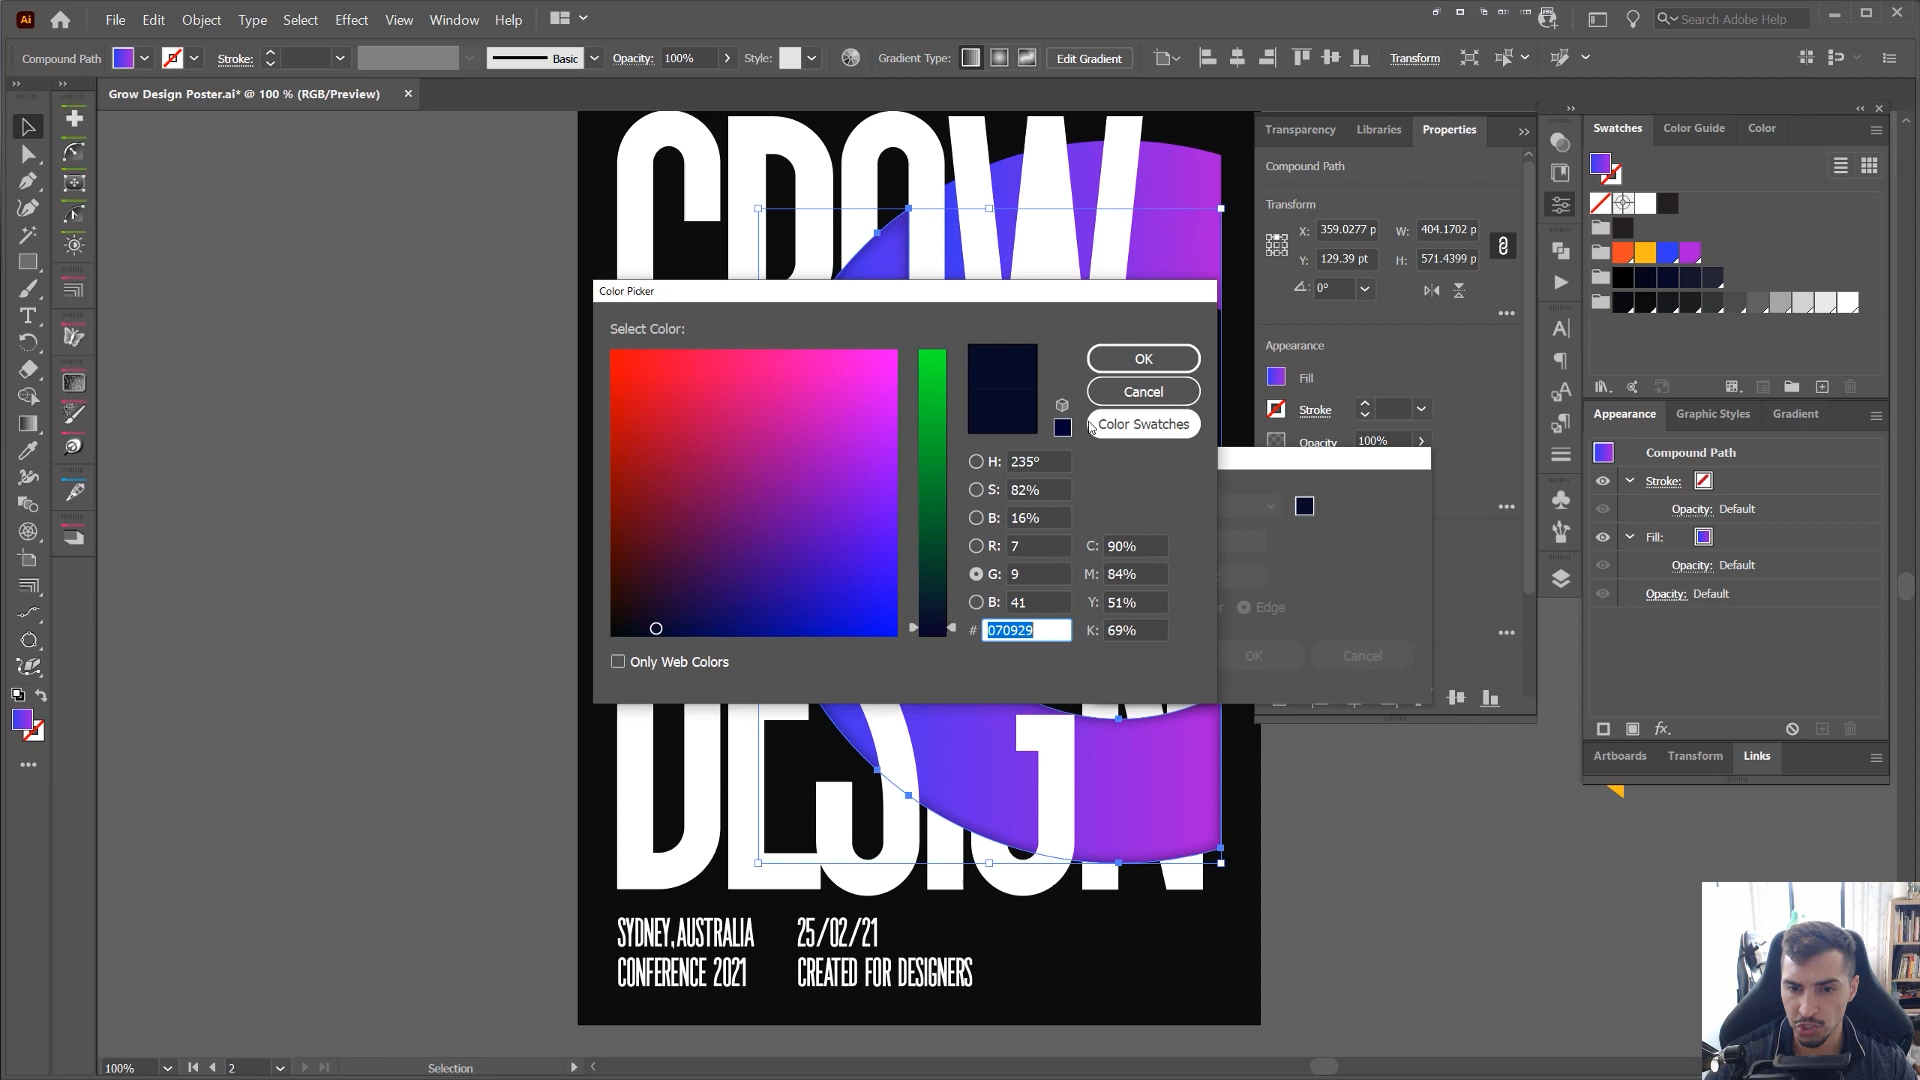 Ai File Edit Object Type Select Effect View Window Help Search Adobe Help
Compound Path Stroke: Basic Opacity: 100% Style: Gradient Type: Edit Gradient Transform
Grow Design Poster.ai* @ 100 % (RGB/Preview)
Transparency Libraries Properties
Compound Path
Transform
X: 359.0277 p W: 404.1702 p
Y: 129.39 pt H: 571.4399 p
0°
Appearance
Fill
Stroke
Opacity 100%
Swatches Color Guide Color
Appearance Graphic Styles Gradient
Compound Path
Stroke:
Opacity: Default
Fill:
Opacity: Default
Opacity: Default
fx.
Artboards Transform Links
Color Picker
Select Color:
OK
Cancel
Color Swatches
H: 235°
S: 82%
B: 16%
R: 7 C: 90%
G: 9 M: 84%
B: 41 Y: 51%
# 070929 K: 69%
Only Web Colors
Edge
OK Cancel
GROW
DESIGN
SYDNEY, AUSTRALIA 25/02/21
CONFERENCE 2021 CREATED FOR DESIGNERS
100% 2 Selection